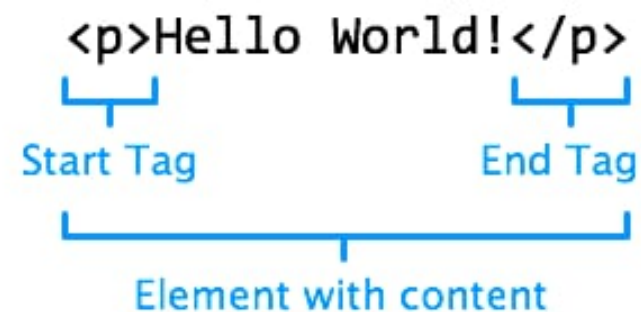 <p>Hello World!</p>
Start Tag End Tag
Element with content